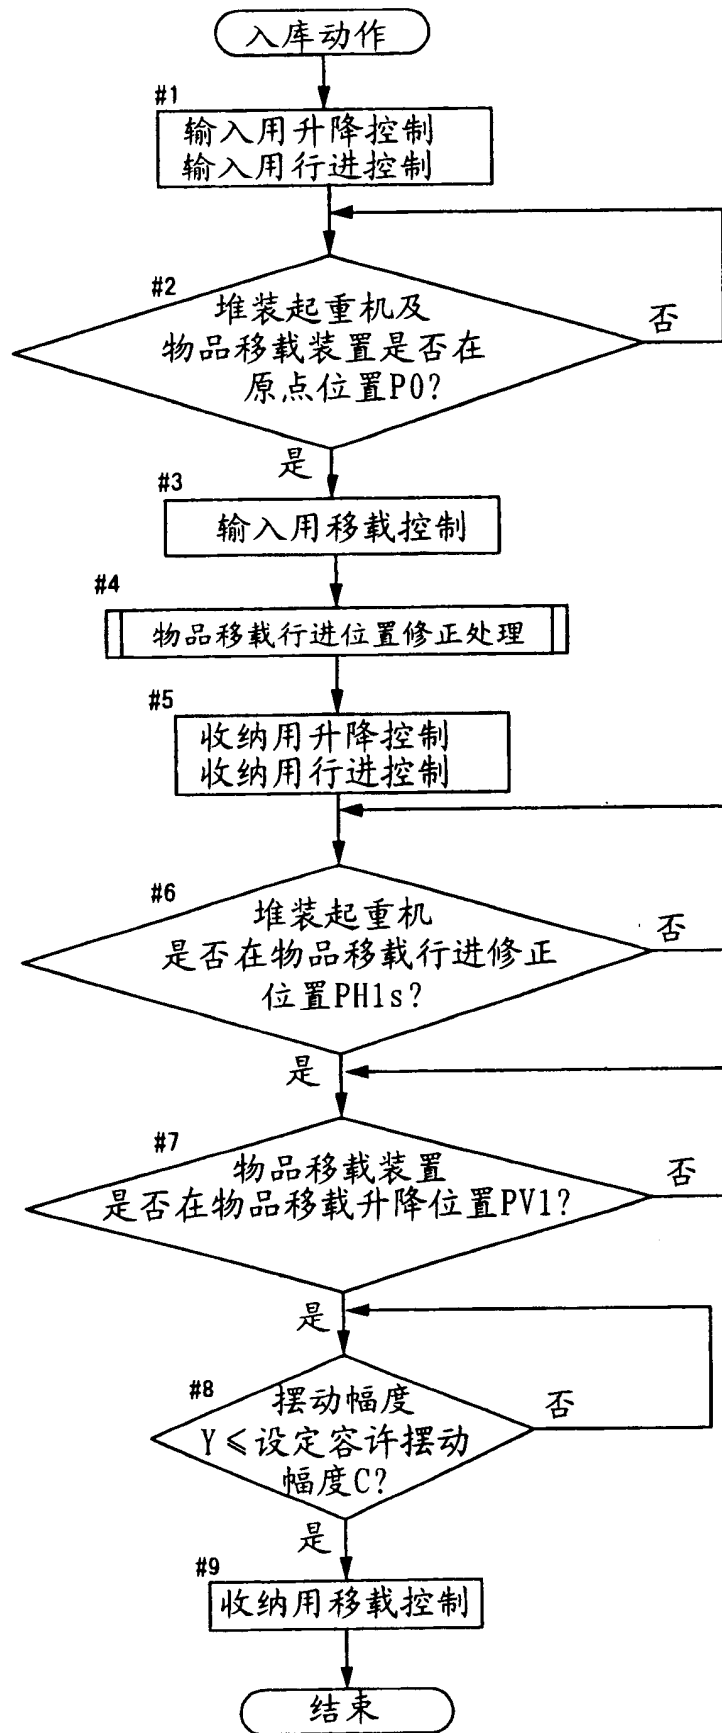 入库动作
#1
输入用升降控制
输入用行进控制
#2
堆装起重机及
物品移载装置是否在
原点位置P0?
否
是
#3
输入用移载控制
#4
物品移载行进位置修正处理
#5
收纳用升降控制
收纳用行进控制
#6
堆装起重机
是否在物品移载行进修正
位置PH1s?
否
是
#7
物品移载装置
是否在物品移载升降位置PV1?
否
是
#8
摆动幅度
Y≤设定容许摆动
幅度C?
否
是
#9
收纳用移载控制
结束